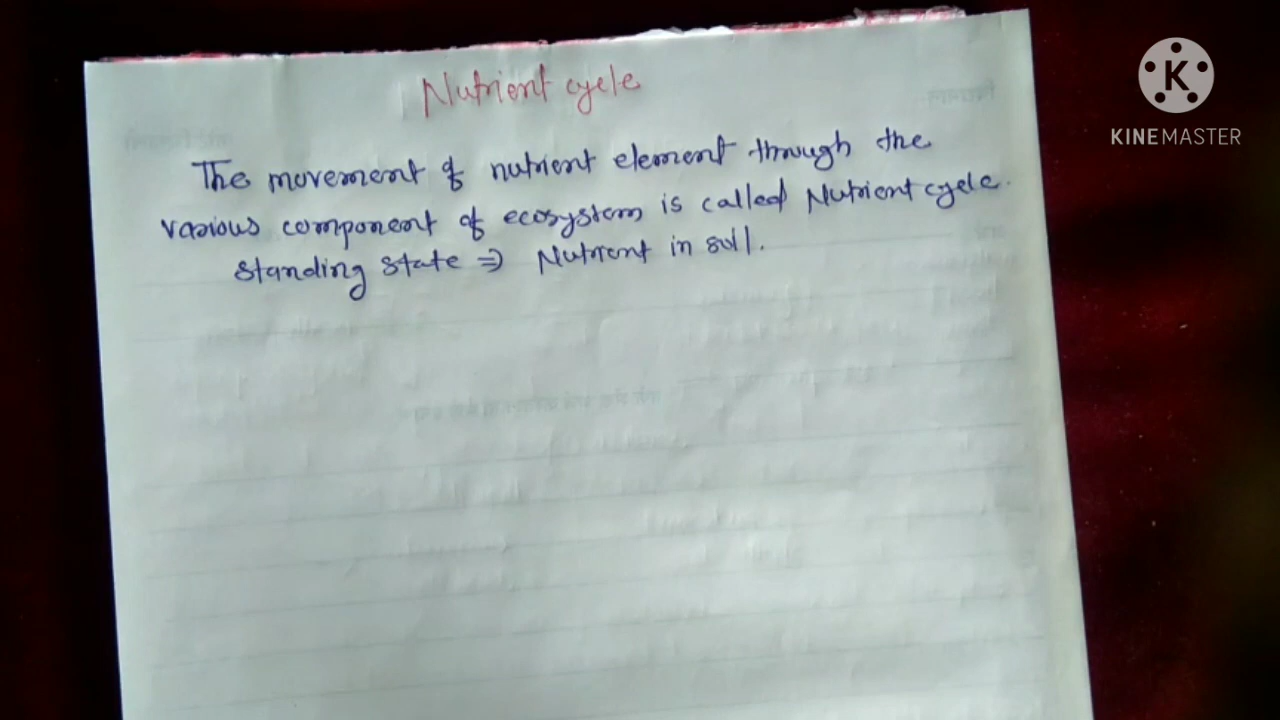 Nutrient cycle
The movement of nutrient element through the
various component of ecosystem is called Nutrient cycle.
standing state ⇒ Nutrient in soil.
K
KINEMASTER